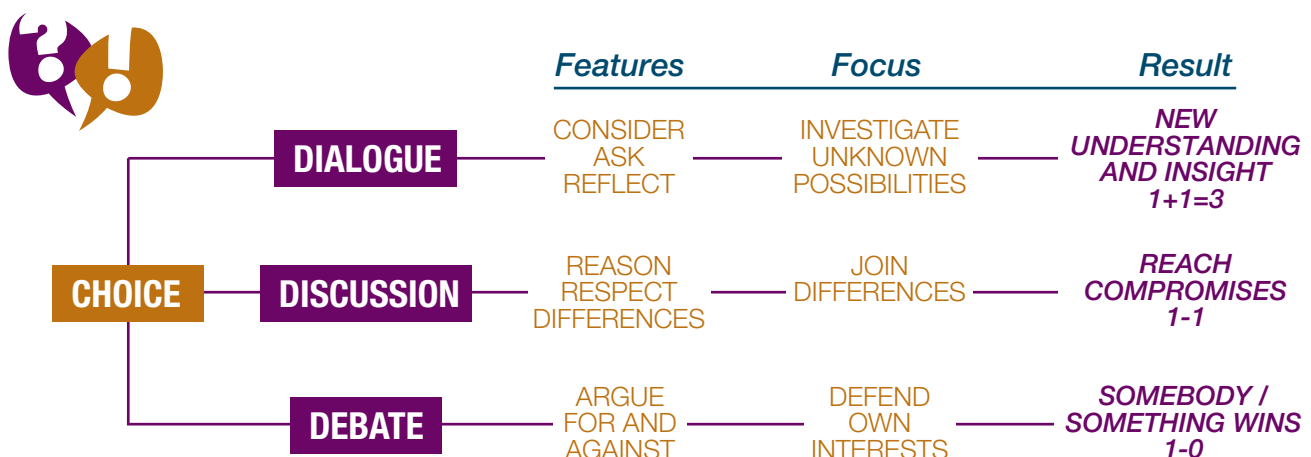 Features Focus Result
CONSIDER
ASK
REFLECT
INVESTIGATE
UNKNOWN
POSSIBILITIES
NEW
UNDERSTANDING
AND INSIGHT
1+1=3
DIALOGUE
CHOICE
DISCUSSION
REASON
RESPECT
DIFFERENCES
JOIN
DIFFERENCES
REACH
COMPROMISES
1-1
DEBATE
ARGUE
FOR AND
AGAINST
DEFEND
OWN
INTERESTS
SOMEBODY /
SOMETHING WINS
1-0